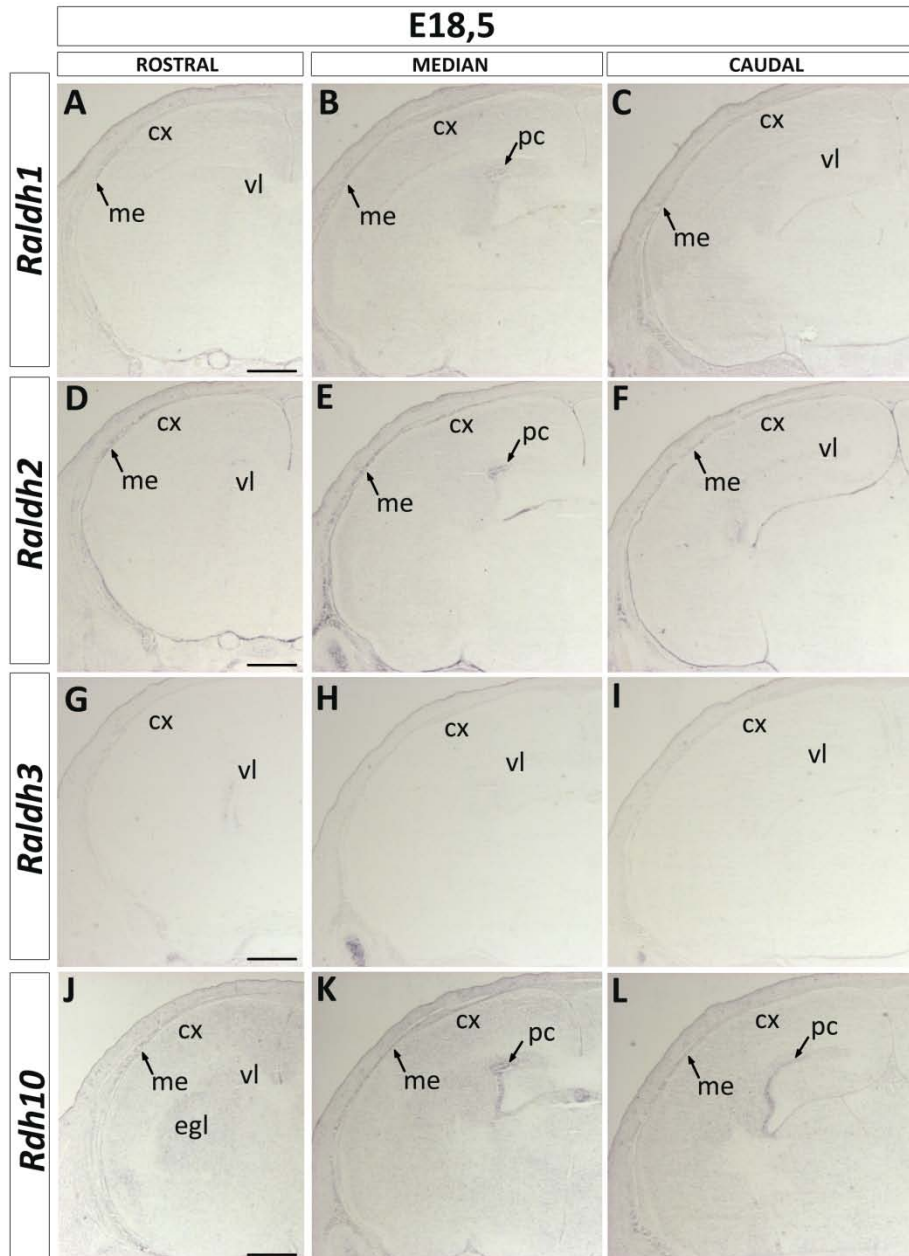 E18,5
ROSTRAL MEDIAN CAUDAL
Raldh1
A B C
cx cx cx
pc
vl vl
me me me
Raldh2
D E F
cx cx cx
pc
vl
me me me
vl
Raldh3
G H I
cx cx cx
vl vl vl
Rdh10
J K L
cx cx cx
pc pc
me vl me me
egl